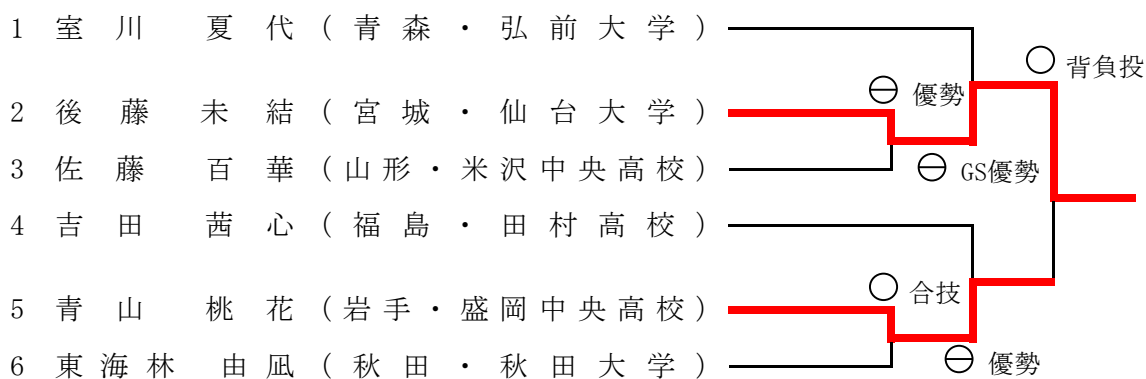 1 室川 夏代(青森・弘前大学)
○ 背負投
⊖ 優勢
2 後藤 未結(宮城・仙台大学)
3 佐藤 百華(山形・米沢中央高校)
⊖ GS優勢
4 吉田 茜心(福島・田村高校)
○ 合技
5 青山 桃花(岩手・盛岡中央高校)
6 東海林 由凪(秋田・秋田大学)
⊖ 優勢